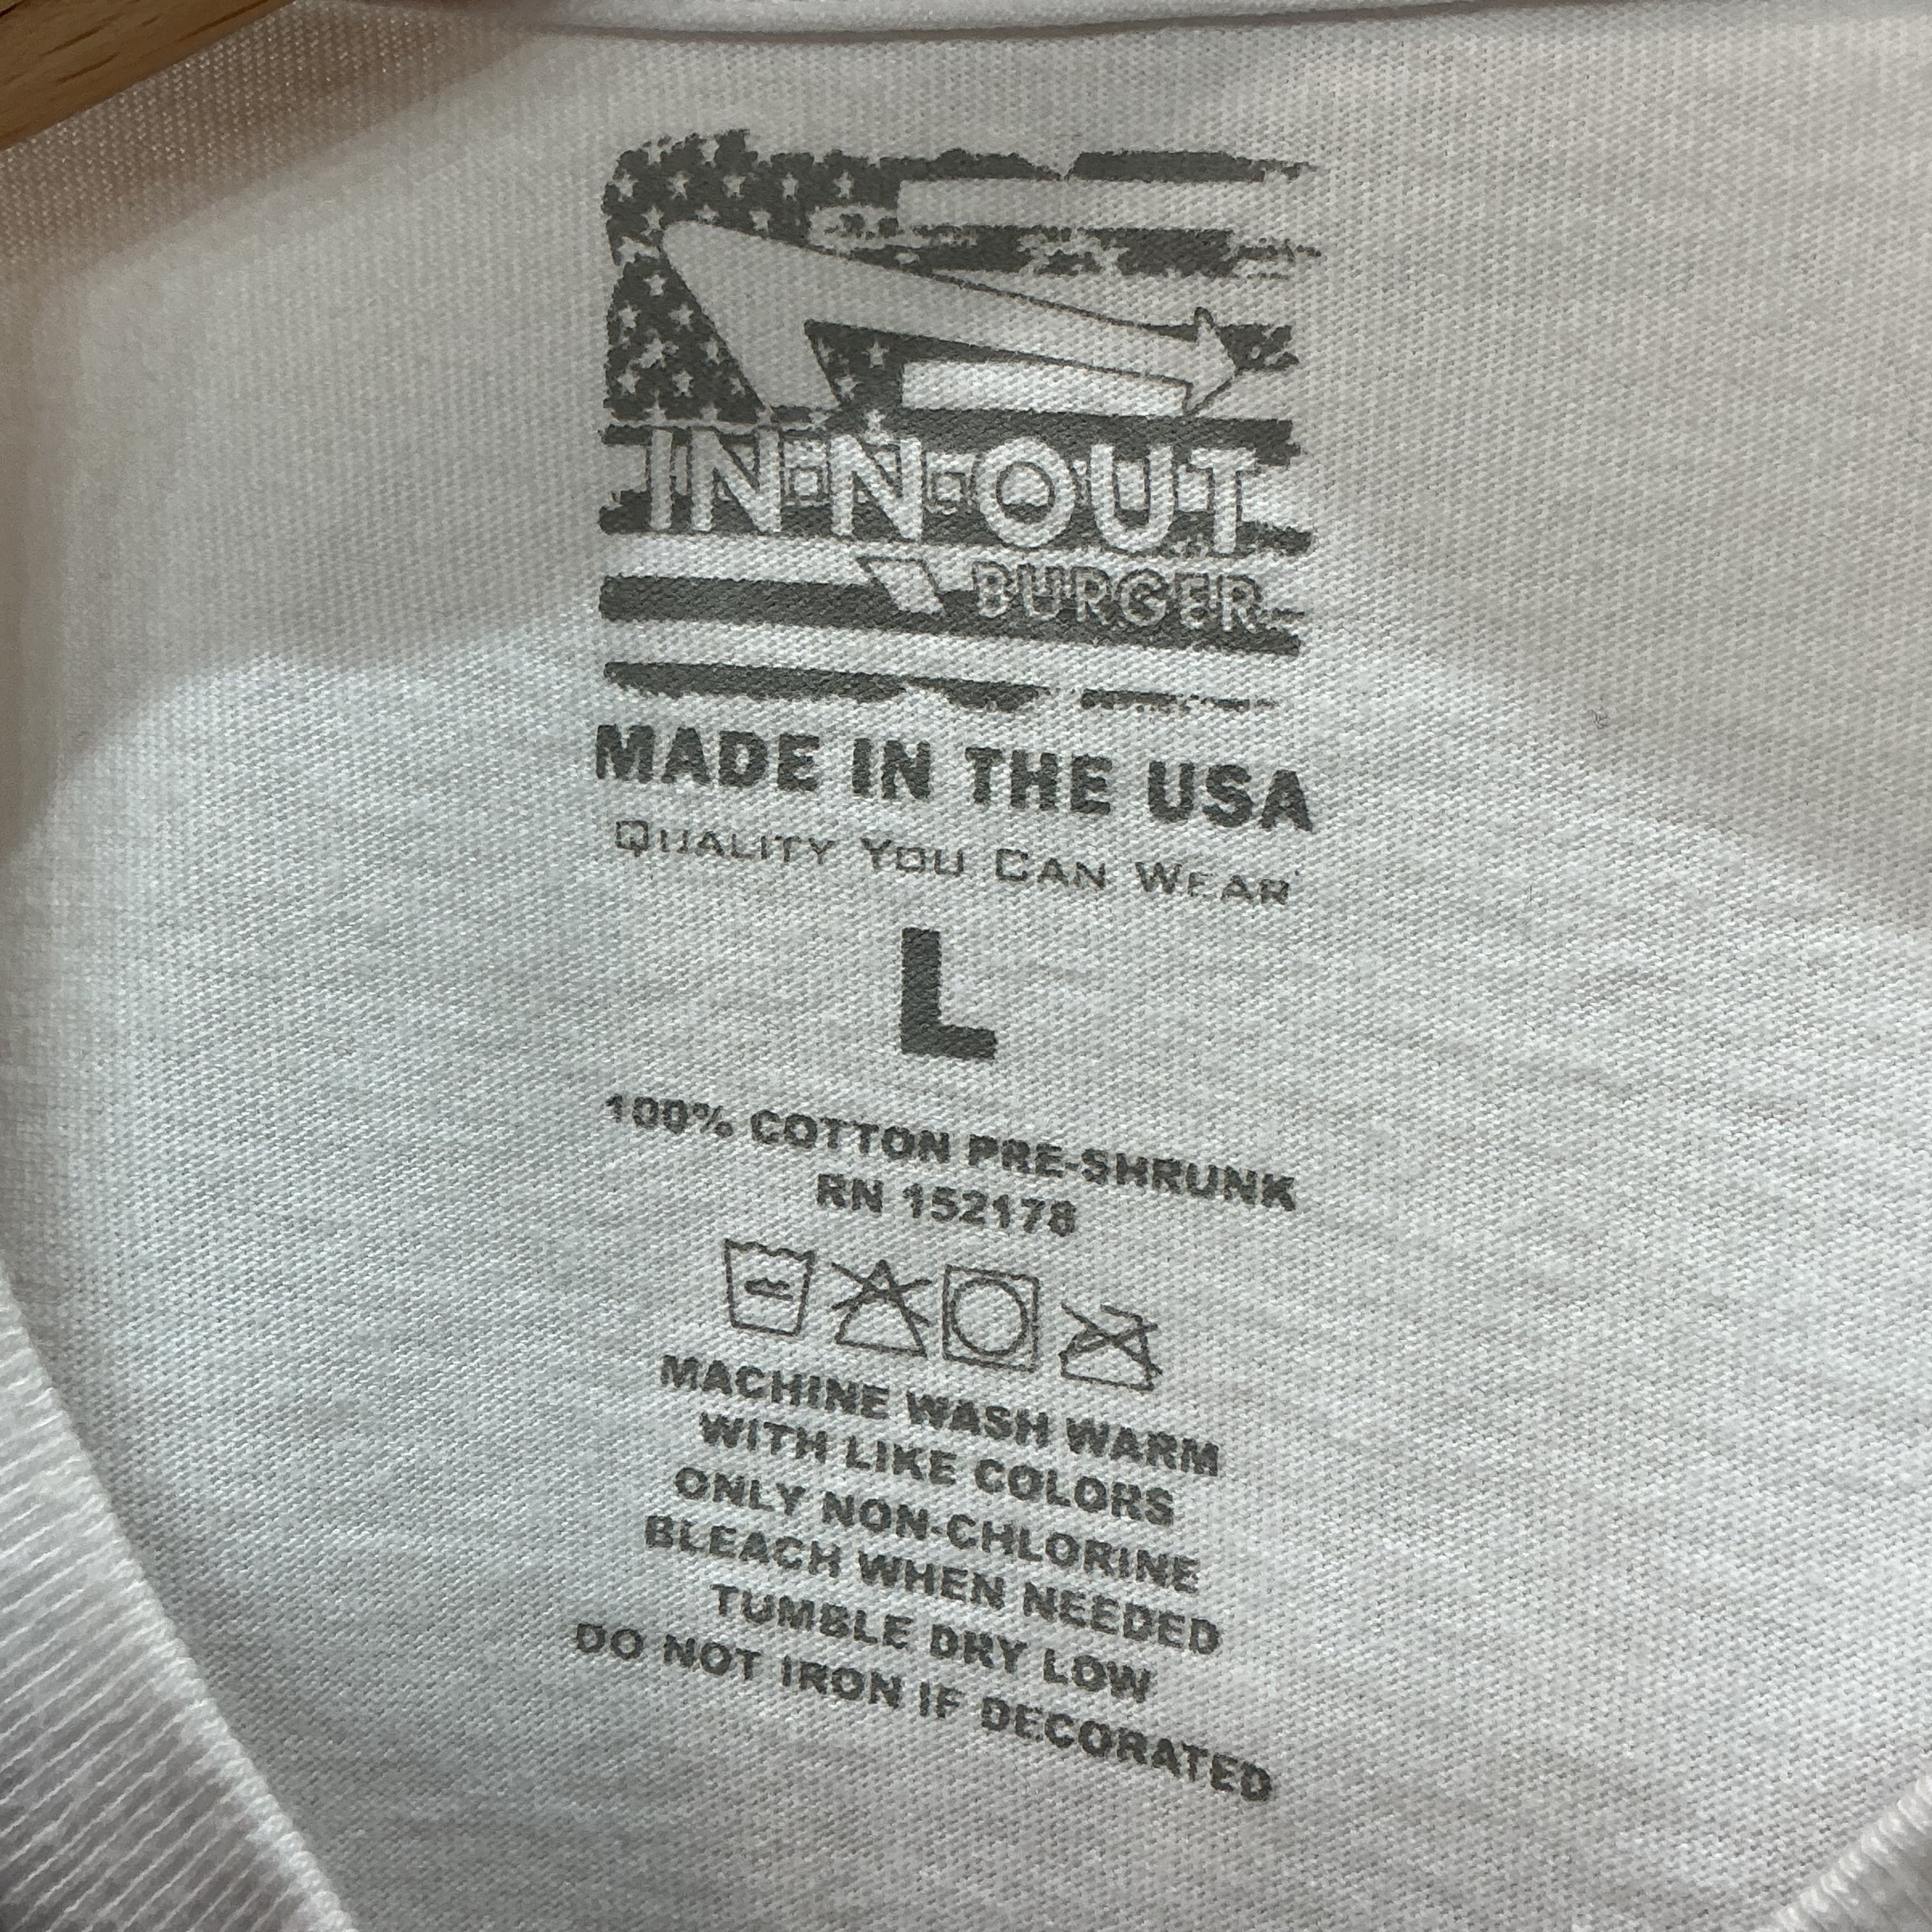 IN-N-OUT
BURGER
MADE IN THE USA
QUALITY YOU CAN WEAR
L
100% COTTON PRE-SHRUNK
RN 152178
MACHINE WASH WARM
WITH LIKE COLORS
ONLY NON-CHLORINE
BLEACH WHEN NEEDED
TUMBLE DRY LOW
DO NOT IRON IF DECORATED